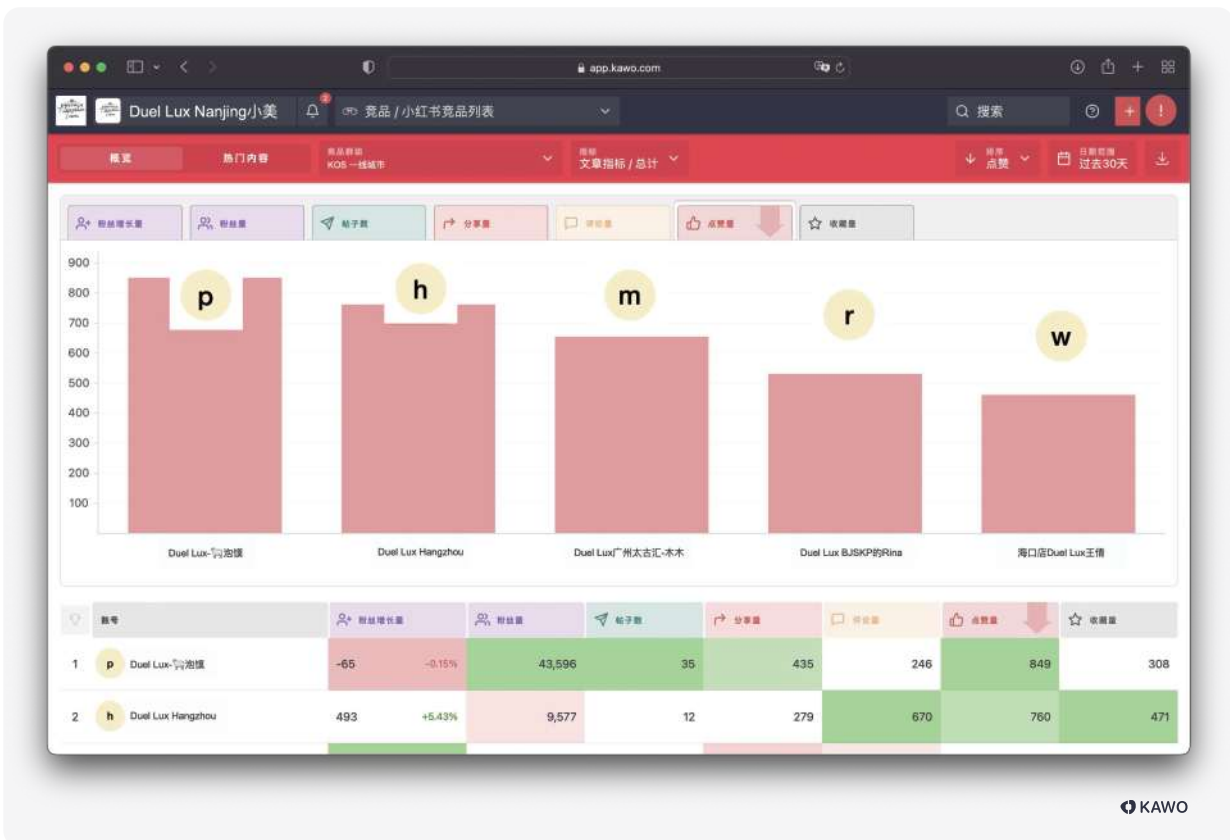 app.kawo.com
Duel Lux Nanjing小美
2
竞品 / 小红书竞品列表
搜索
概览
热门内容
竞品群组
KOS 一线城市
指标
文章指标 / 总计
排序
点赞
日期范围
过去30天
粉丝增长量
粉丝量
帖子数
分享量
评论量
点赞量
收藏量
900
800
700
600
500
400
300
200
100
p
h
m
r
w
Duel Lux-🐆泡馍
Duel Lux Hangzhou
Duel Lux广州太古汇-木木
Duel Lux BJSKP的Rina
海口店Duel Lux王倩
账号
粉丝增长量
粉丝量
帖子数
分享量
评论量
点赞量
收藏量
1 p Duel Lux-🐆泡馍 -65 -0.15% 43,596 35 435 246 849 308
2 h Duel Lux Hangzhou 493 +5.43% 9,577 12 279 670 760 471
KAWO